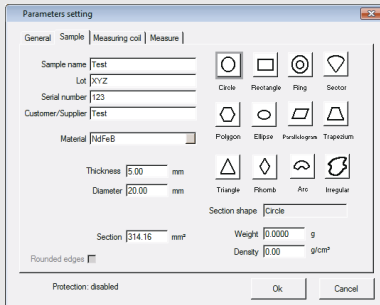 Parameters setting
General Sample Measuring coil Measure
Sample name Test
Lot XYZ
Serial number 123
Customer/Supplier Test
Material NdFeB
Thickness 5.00 mm
Diameter 20.00 mm
Section 314.16 mm²
Rounded edges
Circle Rectangle Ring Sector
Polygon Ellipse Parallelogram Trapezium
Triangle Rhomb Arc Irregular
Section shape Circle
Weight 0.0000 g
Density 0.00 g/cm³
Protection: disabled
Ok Cancel